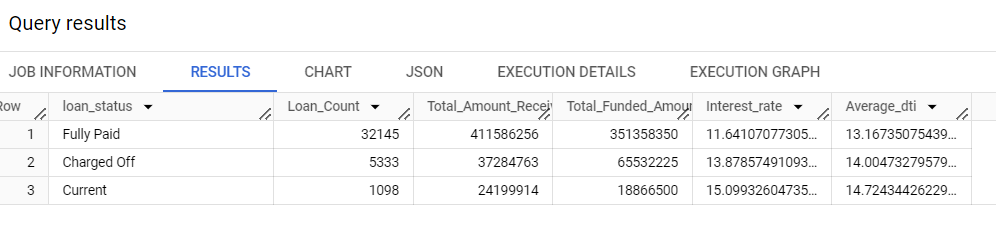 Query results
JOB INFORMATION RESULTS CHART JSON EXECUTION DETAILS EXECUTION GRAPH
Row loan_status Loan_Count Total_Amount_Recei Total_Funded_Amour Interest_rate Average_dti
1 Fully Paid 32145 411586256 351358350 11.64107077305... 13.16735075439...
2 Charged Off 5333 37284763 65532225 13.87857491093... 14.00473279579...
3 Current 1098 24199914 18866500 15.09932604735... 14.72434426229...